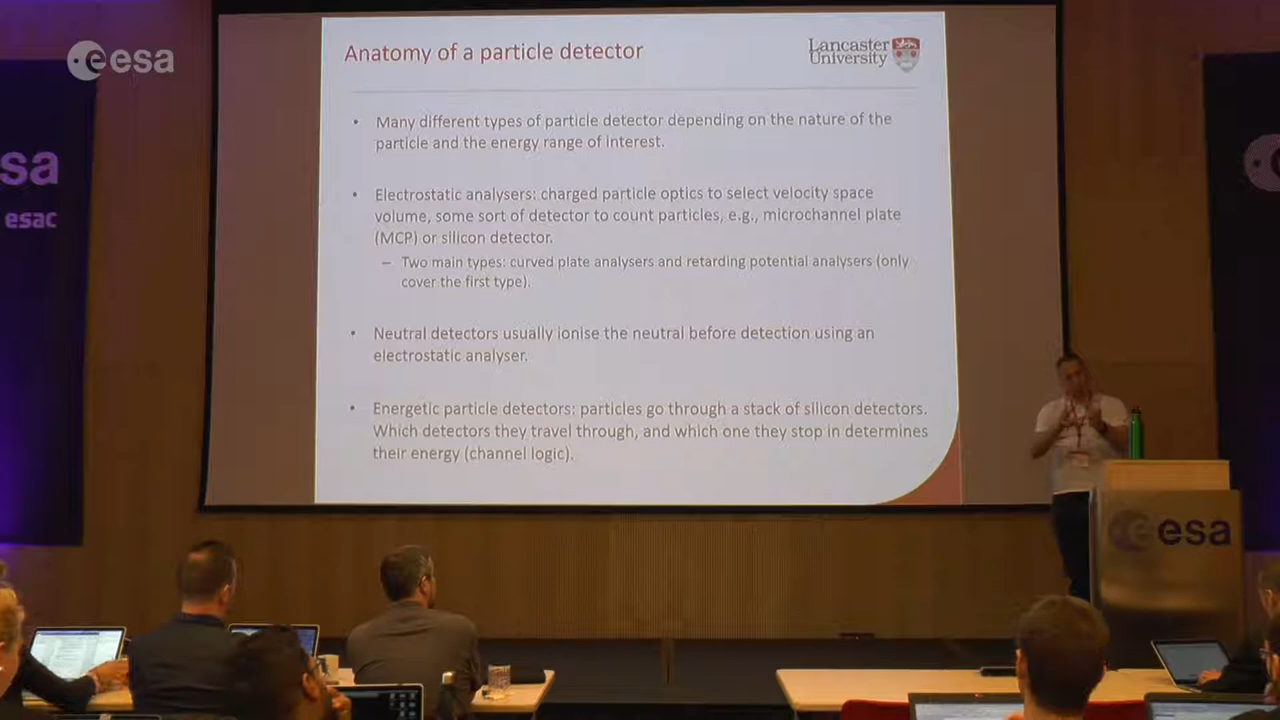 eesa
Anatomy of a particle detector
Lancaster
University
• Many different types of particle detector depending on the nature of the
particle and the energy range of interest.
• Electrostatic analysers: charged particle optics to select velocity space
volume, some sort of detector to count particles, e.g., microchannel plate
(MCP) or silicon detector.
– Two main types: curved plate analysers and retarding potential analysers (only
cover the first type).
• Neutral detectors usually ionise the neutral before detection using an
electrostatic analyser.
• Energetic particle detectors: particles go through a stack of silicon detectors.
Which detectors they travel through, and which one they stop in determines
their energy (channel logic).
sa
esac
eesa